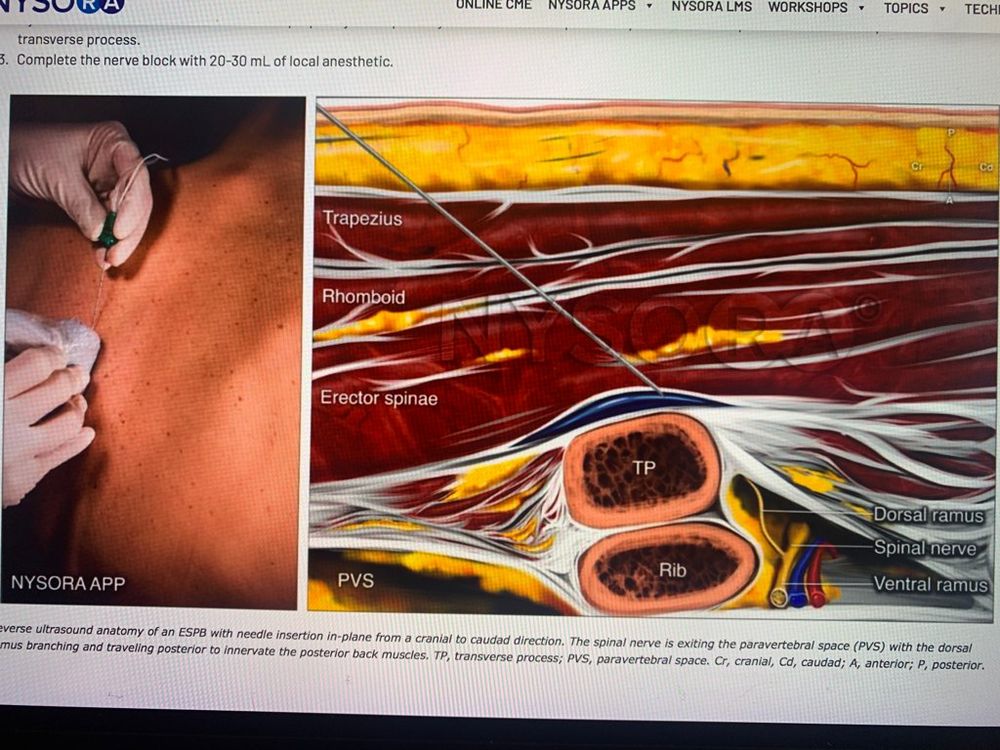 NYSORA
ONLINE CME NYSORA APPS NYSORA LMS WORKSHOPS TOPICS
transverse process.
3. Complete the nerve block with 20-30 mL of local anesthetic.
P
Cr Cd
A
Trapezius
Rhomboid
NYSORA©
Erector spinae
TP
Dorsal ramus
Spinal nerve
Rib
PVS
Ventral ramus
NYSORA APP
everse ultrasound anatomy of an ESPB with needle insertion in-plane from a cranial to caudad direction. The spinal nerve is exiting the paravertebral space (PVS) with the dorsal
mus branching and traveling posterior to innervate the posterior back muscles. TP, transverse process; PVS, paravertebral space. Cr, cranial, Cd, caudad; A, anterior; P, posterior.